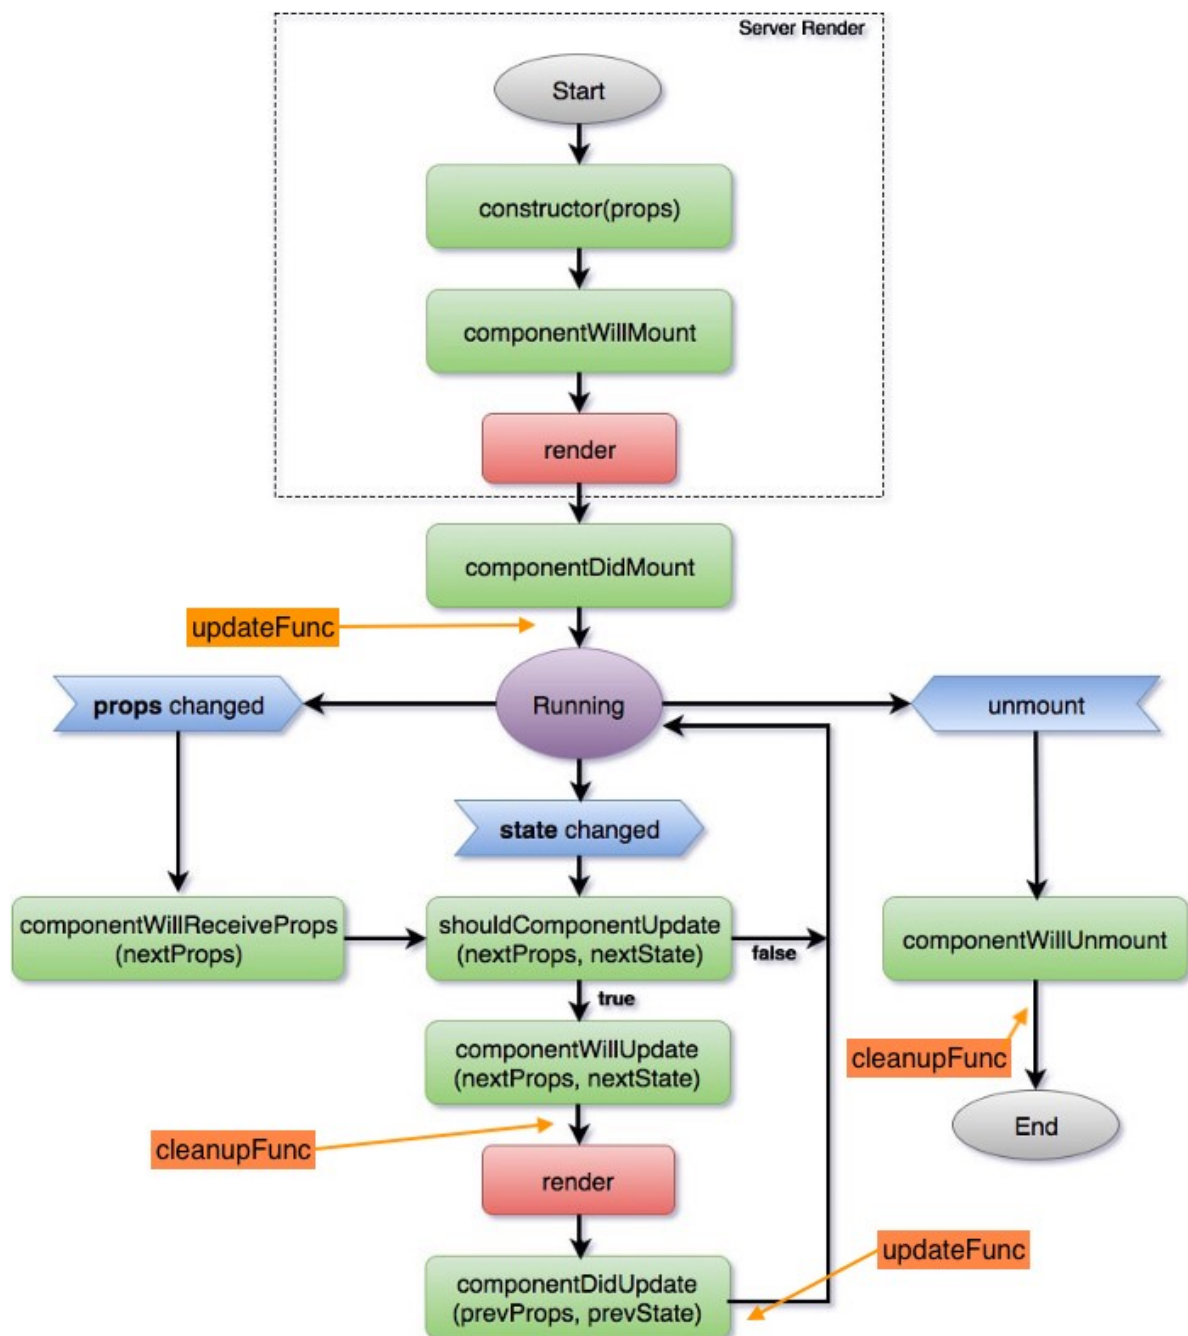 Server Render
Start
constructor(props)
componentWillMount
render
componentDidMount
updateFunc
props changed
Running
unmount
state changed
componentWillReceiveProps
(nextProps)
shouldComponentUpdate
(nextProps, nextState)
false
componentWillUnmount
true
componentWillUpdate
(nextProps, nextState)
cleanupFunc
cleanupFunc
End
render
updateFunc
componentDidUpdate
(prevProps, prevState)